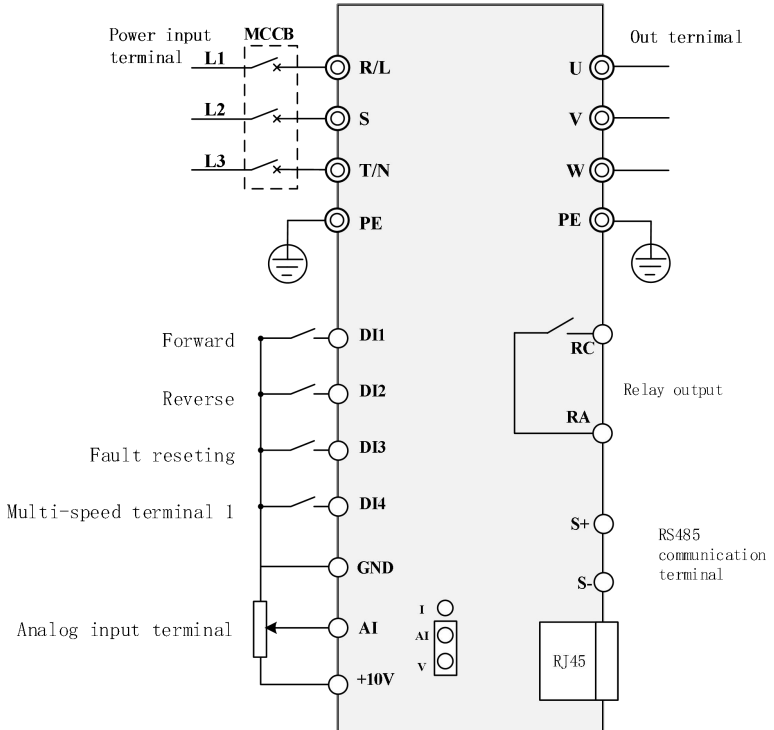 Power input
terminal
MCCB
Out ternimal
L1
R/L
U
L2
S
V
L3
T/N
W
PE
PE
Forward
DI1
RC
Reverse
DI2
Relay output
RA
Fault reseting
DI3
Multi-speed terminal 1
DI4
S+
RS485
communication
terminal
GND
S-
I
Analog input terminal
AI
AI
V
RJ45
+10V